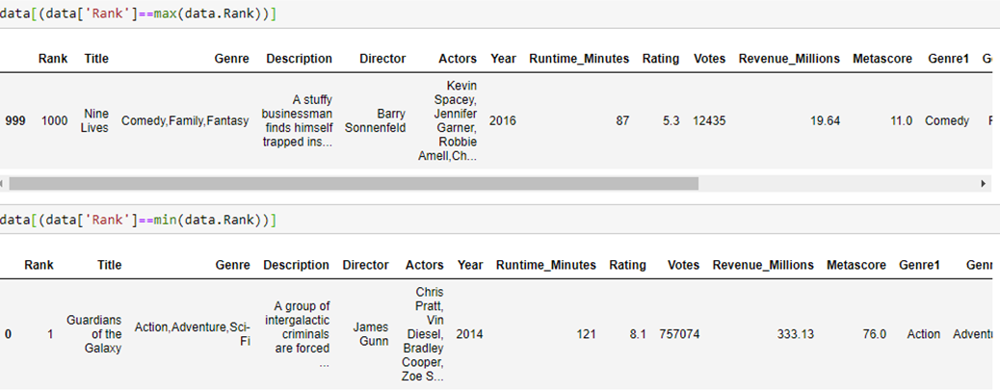 data[(data['Rank']==max(data.Rank))]
Rank Title Genre Description Director Actors Year Runtime_Minutes Rating Votes Revenue_Millions Metascore Genre1 G
999 1000 Nine Lives Comedy,Family,Fantasy A stuffy businessman finds himself trapped ins... Barry Sonnenfeld Kevin Spacey, Jennifer Garner, Robbie Amell,Ch... 2016 87 5.3 12435 19.64 11.0 Comedy F
data[(data['Rank']==min(data.Rank))]
Rank Title Genre Description Director Actors Year Runtime_Minutes Rating Votes Revenue_Millions Metascore Genre1 Genr
0 1 Guardians of the Galaxy Action,Adventure,Sci-Fi A group of intergalactic criminals are forced ... James Gunn Chris Pratt, Vin Diesel, Bradley Cooper, Zoe S... 2014 121 8.1 757074 333.13 76.0 Action Adventu